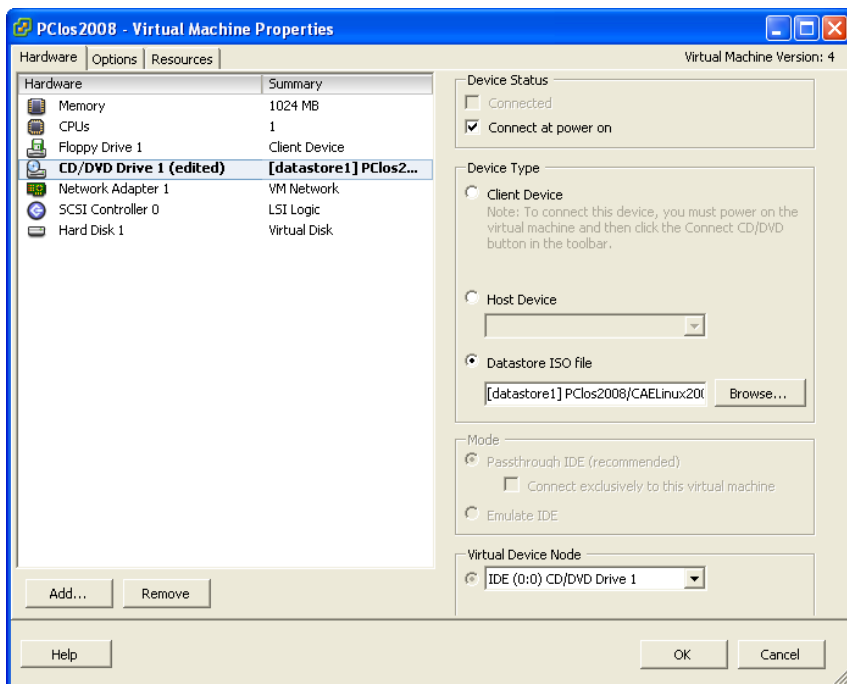 PClos2008 - Virtual Machine Properties
Hardware Options Resources Virtual Machine Version: 4
Hardware Summary
Memory 1024 MB
CPUs 1
Floppy Drive 1 Client Device
CD/DVD Drive 1 (edited) [datastore1] PClos2...
Network Adapter 1 VM Network
SCSI Controller 0 LSI Logic
Hard Disk 1 Virtual Disk
Add... Remove
Device Status
Connected
Connect at power on
Device Type
Client Device
Note: To connect this device, you must power on the
virtual machine and then click the Connect CD/DVD
button in the toolbar.
Host Device
Datastore ISO file
[datastore1] PClos2008/CAELinux20 Browse...
Mode
Passthrough IDE (recommended)
Connect exclusively to this virtual machine
Emulate IDE
Virtual Device Node
IDE (0:0) CD/DVD Drive 1
Help OK Cancel